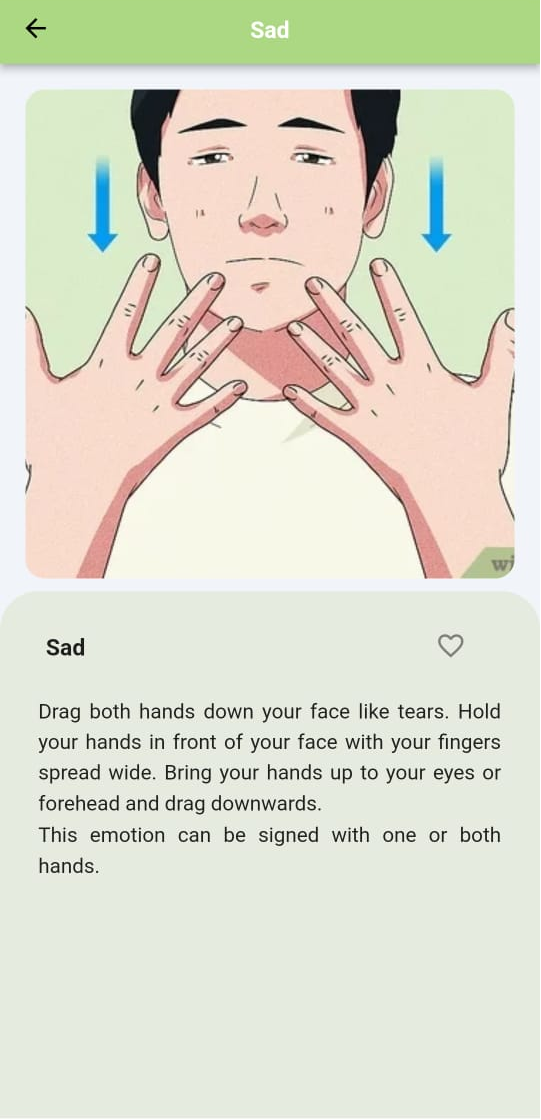 Sad
wi
Sad
Drag both hands down your face like tears. Hold
your hands in front of your face with your fingers
spread wide. Bring your hands up to your eyes or
forehead and drag downwards.
This emotion can be signed with one or both
hands.